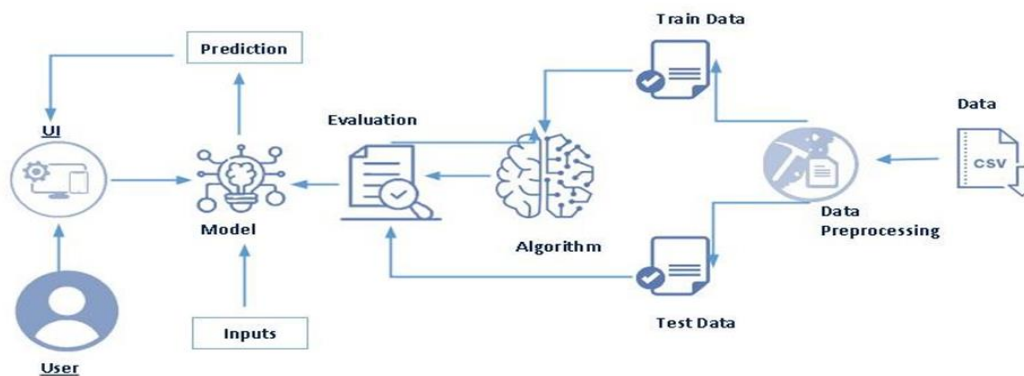 Train Data
Prediction
Data
Evaluation
UI
CSV
Model
Data
Preprocessing
Algorithm
Test Data
Inputs
User